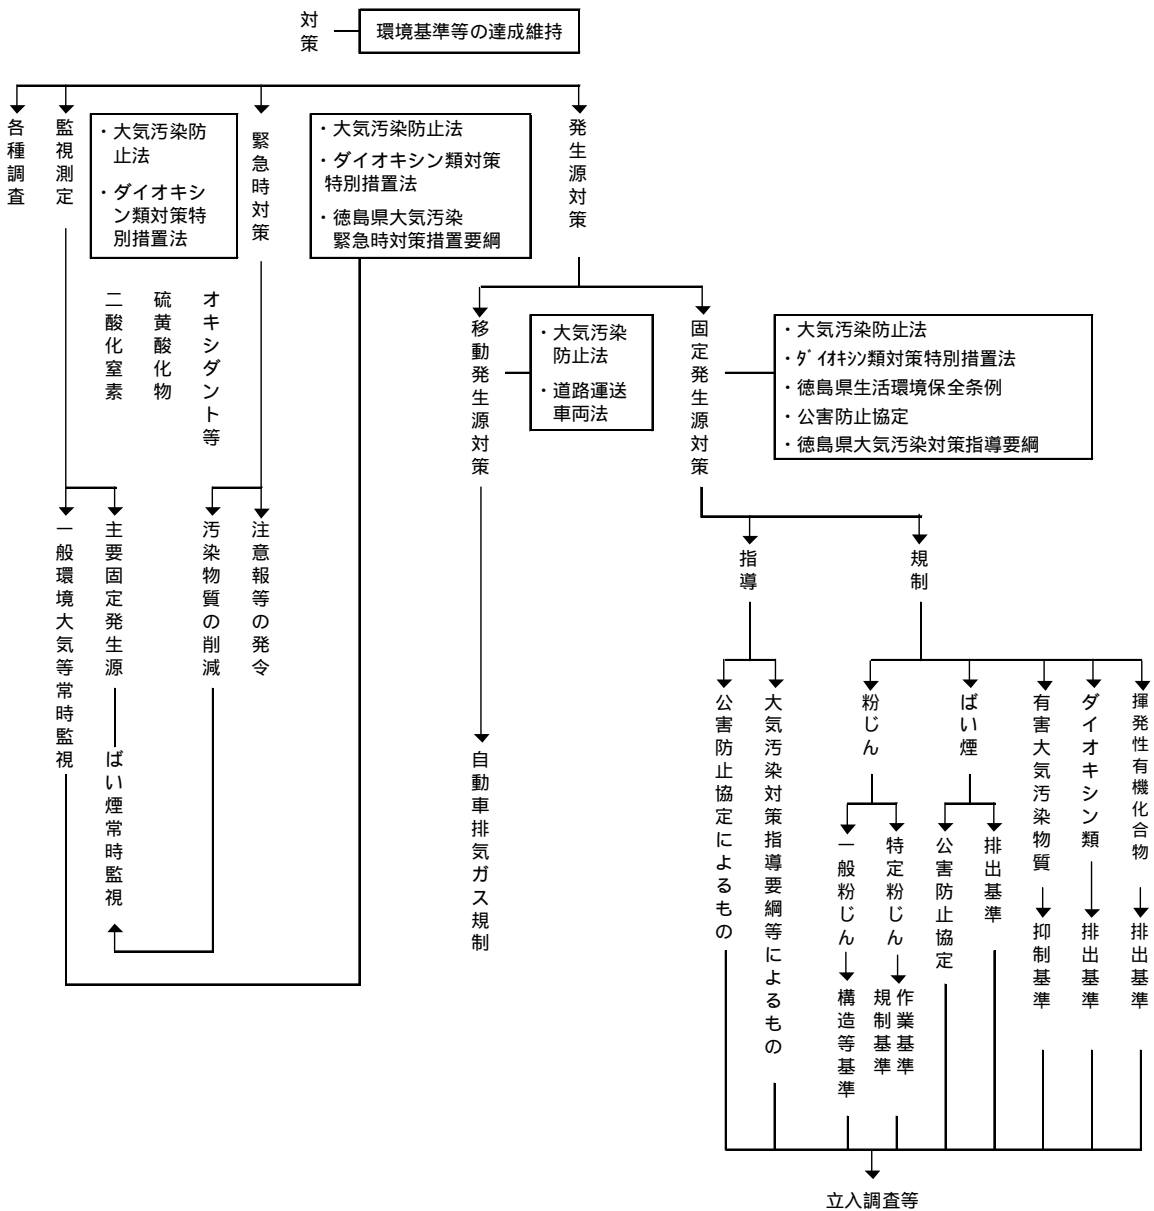 対策
環境基準等の達成維持
各種調査
監視測定
・大気汚染防
止法
・ダイオキシ
ン類対策特
別措置法
緊急時対策
・大気汚染防止法
・ダイオキシン類対策
特別措置法
・徳島県大気汚染
緊急時対策措置要綱
発生源対策
二酸化窒素
硫黄酸化物
オキシダント等
移動発生源対策
・大気汚染
防止法
・道路運送
車両法
固定発生源対策
・大気汚染防止法
・ダイオキシン類対策特別措置法
・徳島県生活環境保全条例
・公害防止協定
・徳島県大気汚染対策指導要綱
一般環境大気等常時監視
主要固定発生源
ばい煙常時監視
汚染物質の削減
注意報等の発令
自動車排気ガス規制
指導
規制
公害防止協定によるもの
大気汚染対策指導要綱等によるもの
粉じん
ばい煙
有害大気汚染物質
ダイオキシン類
揮発性有機化合物
一般粉じん
特定粉じん
公害防止協定
排出基準
抑制基準
排出基準
排出基準
構造等基準
作業基準
規制基準
立入調査等